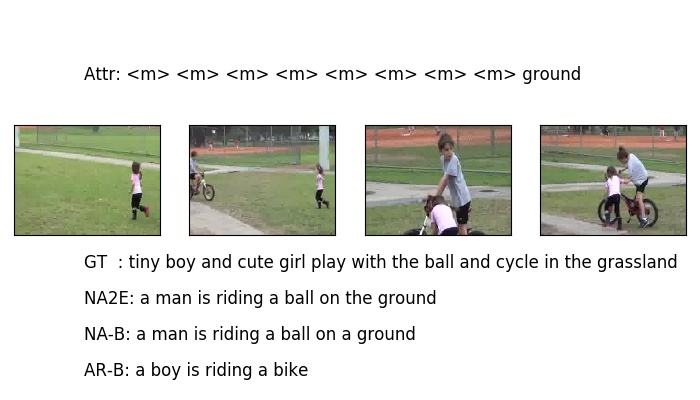 Attr: <m> <m> <m> <m> <m> <m> <m> <m> ground
GT : tiny boy and cute girl play with the ball and cycle in the grassland
NA2E: a man is riding a ball on the ground
NA-B: a man is riding a ball on a ground
AR-B: a boy is riding a bike